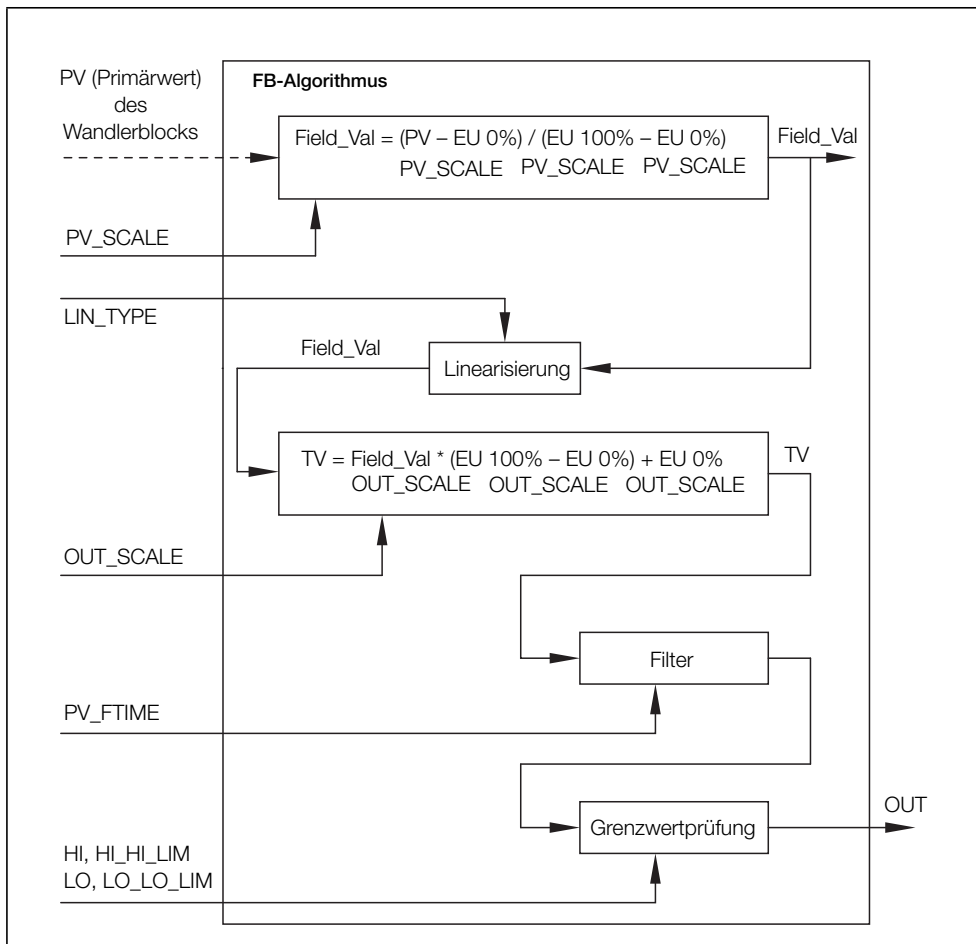 PV (Primärwert)
des
Wandlerblocks
FB-Algorithmus
Field_Val = (PV – EU 0%) / (EU 100% – EU 0%)
PV_SCALE PV_SCALE PV_SCALE
Field_Val
PV_SCALE
LIN_TYPE
Field_Val
Linearisierung
TV = Field_Val * (EU 100% – EU 0%) + EU 0%
OUT_SCALE OUT_SCALE OUT_SCALE
TV
OUT_SCALE
Filter
PV_FTIME
Grenzwertprüfung
OUT
HI, HI_HI_LIM
LO, LO_LO_LIM